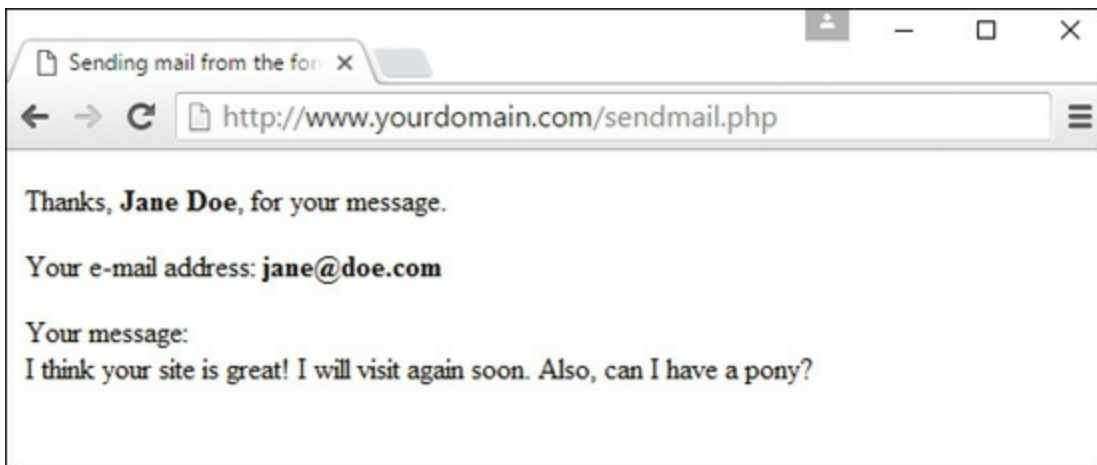 Sending mail from the for
http://www.yourdomain.com/sendmail.php
Thanks, Jane Doe, for your message.
Your e-mail address: jane@doe.com
Your message:
I think your site is great! I will visit again soon. Also, can I have a pony?